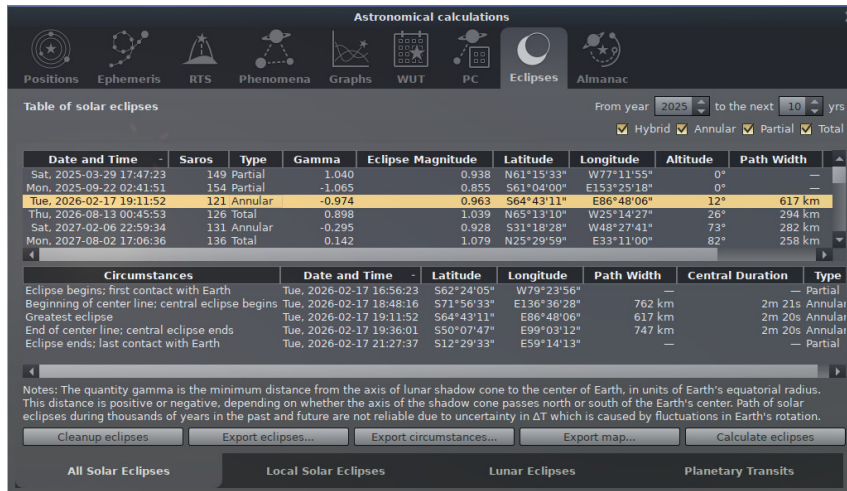 Astronomical calculations
Positions Ephemeris RTS Phenomena Graphs WUT PC Eclipses Almanac
Table of solar eclipses From year 2025 to the next 10 yrs
Hybrid Annular Partial Total
Date and Time - Saros Type Gamma Eclipse Magnitude Latitude Longitude Altitude Path Width
Sat, 2025-03-29 17:47:23 149 Partial 1.040 0.938 N61°15'33" W77°11'55" 0° —
Mon, 2025-09-22 02:41:51 154 Partial -1.065 0.855 S61°04'00" E153°25'18" 0° —
Tue, 2026-02-17 19:11:52 121 Annular -0.974 0.963 S64°43'11" E86°48'06" 12° 617 km
Thu, 2026-08-13 00:45:53 126 Total 0.898 1.039 N65°13'10" W25°14'27" 26° 294 km
Sat, 2027-02-06 22:59:34 131 Annular -0.295 0.928 S31°18'28" W48°27'41" 73° 282 km
Mon, 2027-08-02 17:06:36 136 Total 0.142 1.079 N25°29'59" E33°11'00" 82° 258 km
Circumstances Date and Time - Latitude Longitude Path Width Central Duration Type
Eclipse begins; first contact with Earth Tue, 2026-02-17 16:56:23 S62°24'05" W79°23'56" — — Partial
Beginning of center line; central eclipse begins Tue, 2026-02-17 18:48:16 S71°56'33" E136°36'28" 762 km 2m 21s Annular
Greatest eclipse Tue, 2026-02-17 19:11:52 S64°43'11" E86°48'06" 617 km 2m 20s Annular
End of center line; central eclipse ends Tue, 2026-02-17 19:36:01 S50°07'47" E99°03'12" 747 km 2m 20s Annular
Eclipse ends; last contact with Earth Tue, 2026-02-17 21:27:37 S12°29'33" E59°14'13" — — Partial
Notes: The quantity gamma is the minimum distance from the axis of lunar shadow cone to the center of Earth, in units of Earth's equatorial radius.
This distance is positive or negative, depending on whether the axis of the shadow cone passes north or south of the Earth's center. Path of solar
eclipses during thousands of years in the past and future are not reliable due to uncertainty in ΔT which is caused by fluctuations in Earth's rotation.
Cleanup eclipses Export eclipses... Export circumstances... Export map... Calculate eclipses
All Solar Eclipses Local Solar Eclipses Lunar Eclipses Planetary Transits